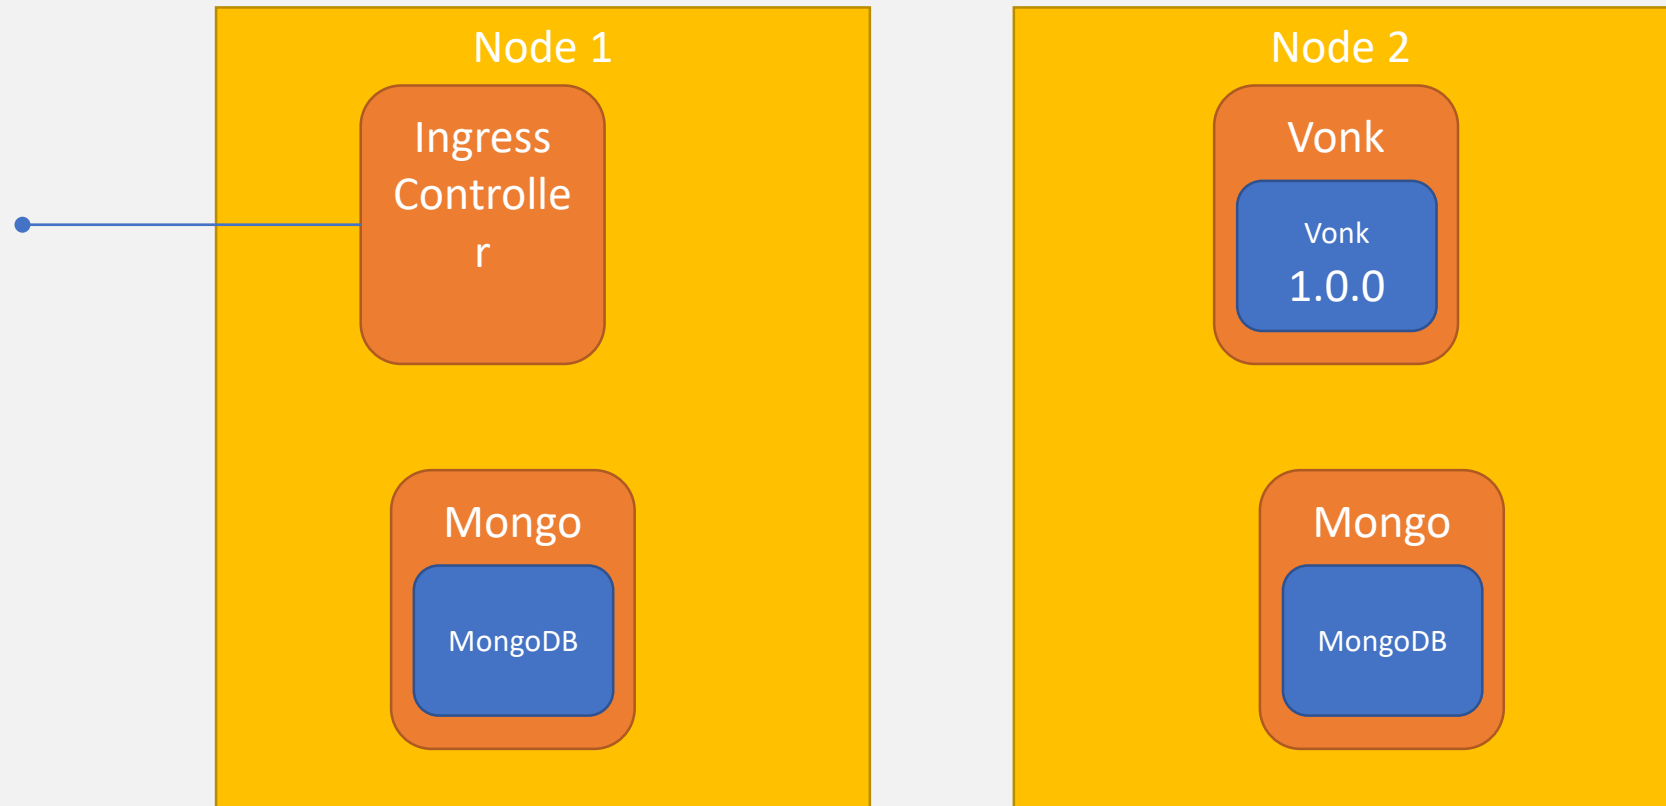 Node 1
Ingress
Controlle
r
Mongo
MongoDB
Node 2
Vonk
Vonk
1.0.0
Mongo
MongoDB